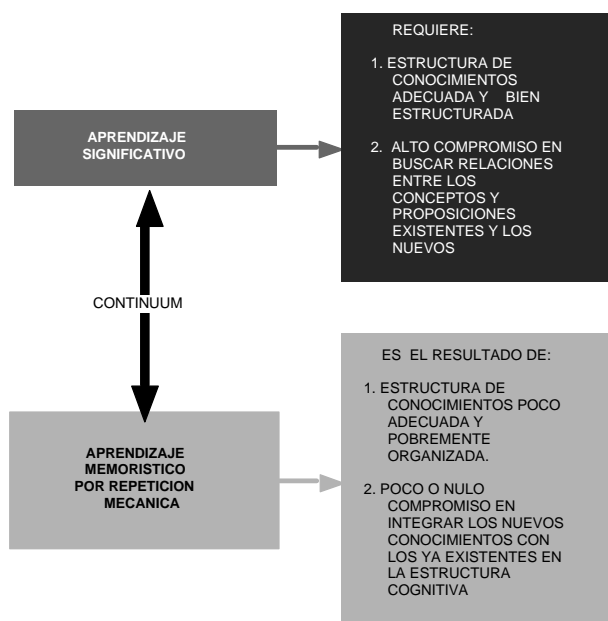 REQUIERE:
1. ESTRUCTURA DE
CONOCIMIENTOS
ADECUADA Y BIEN
ESTRUCTURADA
2. ALTO COMPROMISO EN
BUSCAR RELACIONES
ENTRE LOS
CONCEPTOS Y
PROPOSICIONES
EXISTENTES Y LOS
NUEVOS
APRENDIZAJE
SIGNIFICATIVO
CONTINUUM
APRENDIZAJE
MEMORISTICO
POR REPETICION
MECANICA
ES EL RESULTADO DE:
1. ESTRUCTURA DE
CONOCIMIENTOS POCO
ADECUADA Y
POBREMENTE
ORGANIZADA.
2. POCO O NULO
COMPROMISO EN
INTEGRAR LOS NUEVOS
CONOCIMIENTOS CON
LOS YA EXISTENTES EN
LA ESTRUCTURA
COGNITIVA